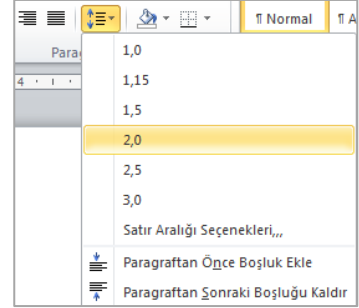 ¶ Normal ¶ A
Para
4
1,0
1,15
1,5
2,0
2,5
3,0
Satır Aralığı Seçenekleri,,,
Paragraftan Önce Boşluk Ekle
Paragraftan Sonraki Boşluğu Kaldır